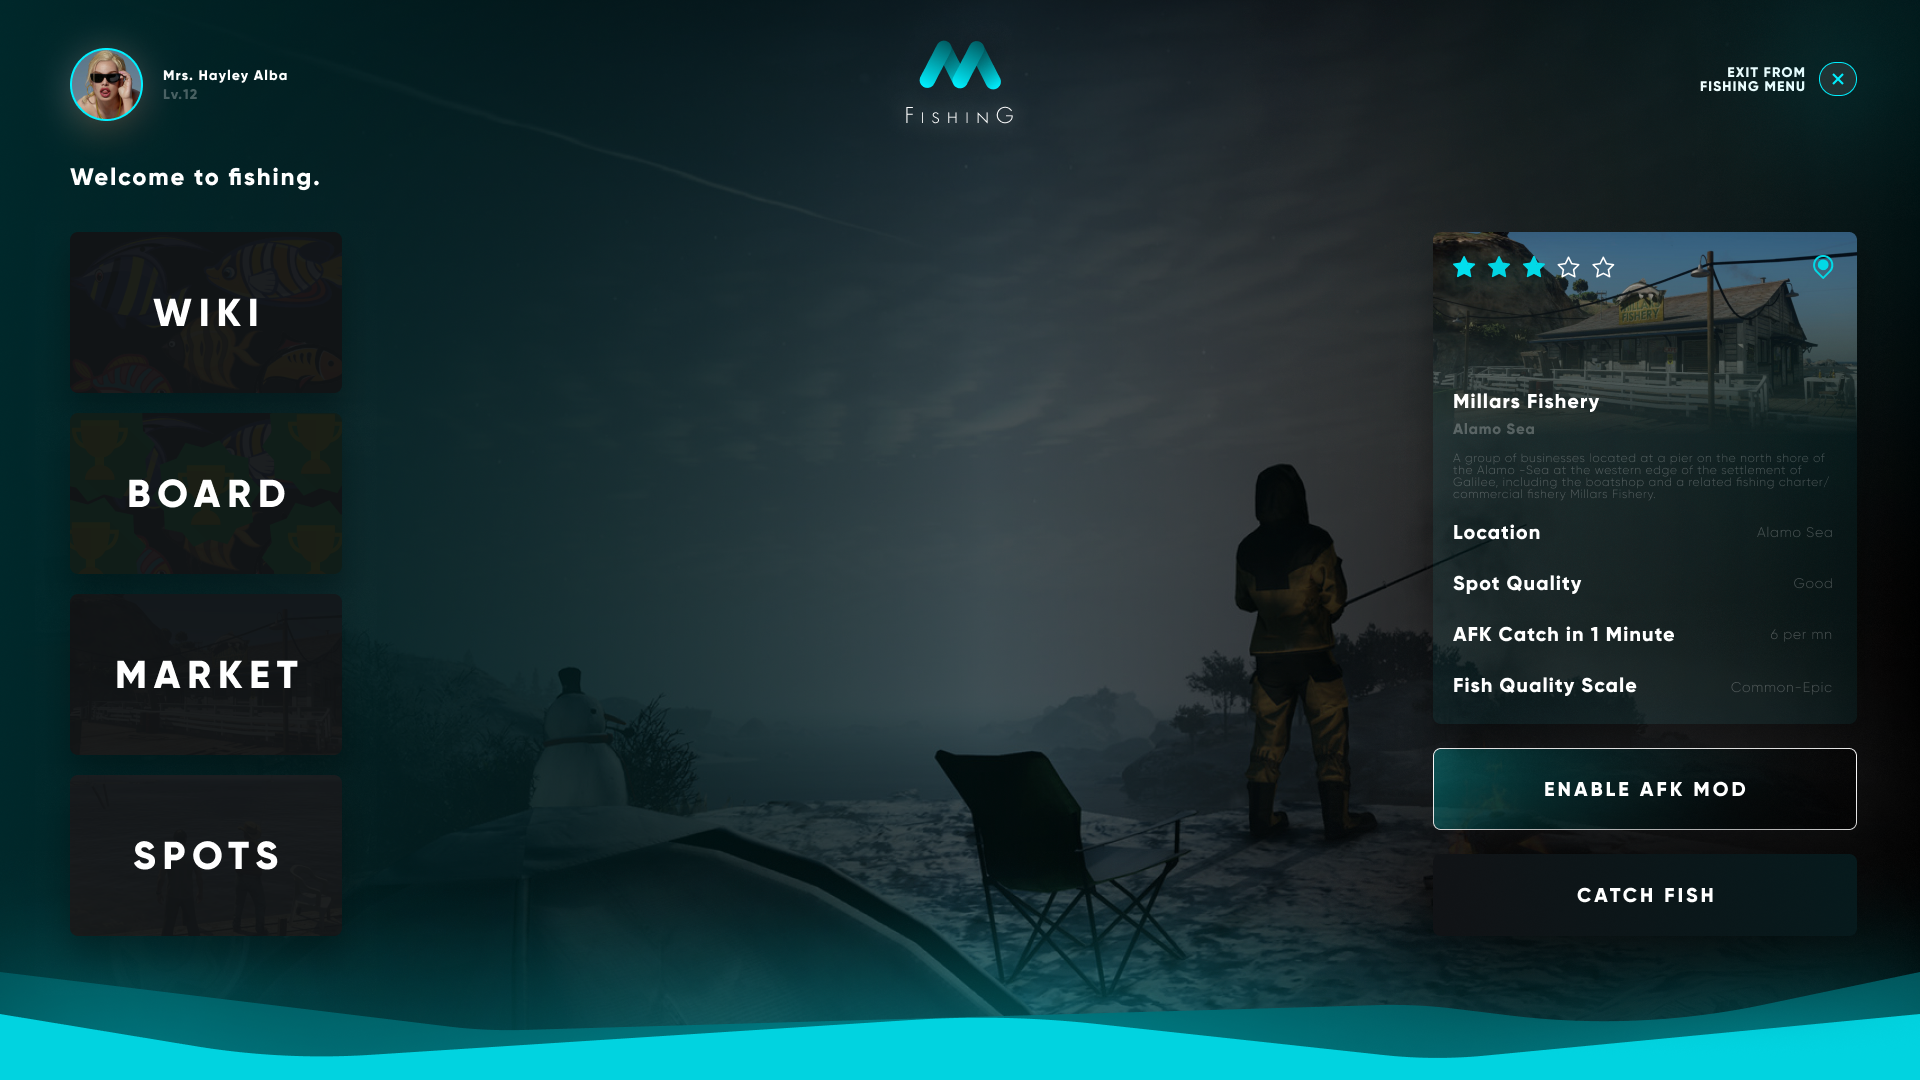 Mrs. Hayley Alba
Lv.12
FISHING
EXIT FROM
FISHING MENU
Welcome to fishing.
WIKI
BOARD
MARKET
SPOTS
FISHERY
Millars Fishery
Alamo Sea
A group of businesses located at a pier on the north shore of
the Alamo -Sea at the western edge of the settlement of
Galilee, including the boatshop and a related fishing charter/
commercial fishery Millars Fishery.
Location
Alamo Sea
Spot Quality
Good
AFK Catch in 1 Minute
6 per mn
Fish Quality Scale
Common-Epic
ENABLE AFK MOD
CATCH FISH